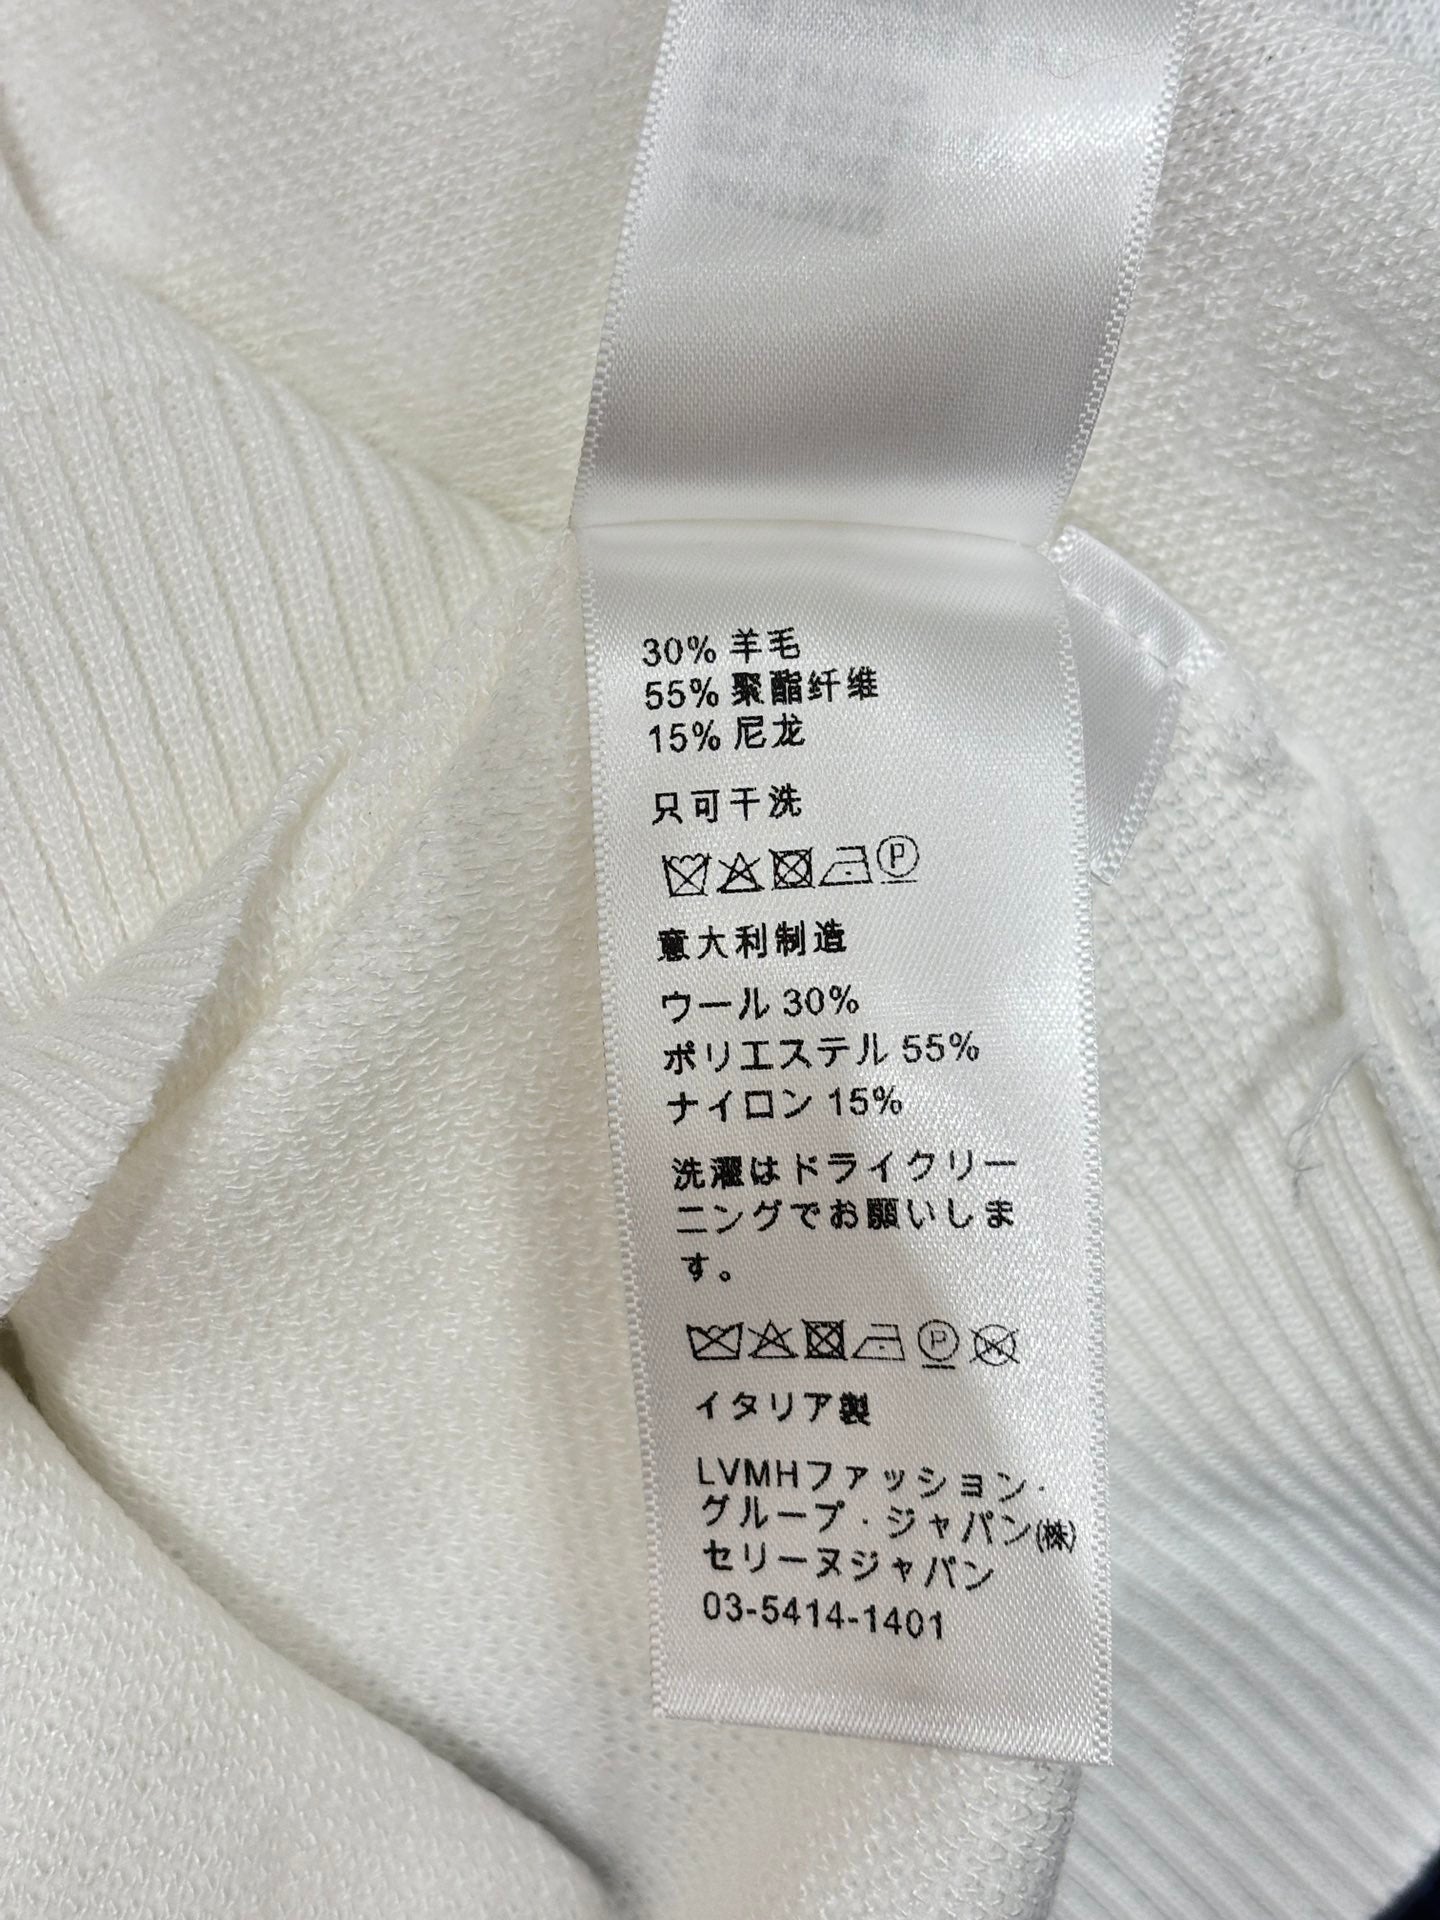 30% 羊毛
55% 聚酯纤维
15% 尼龙
只可干洗
P
意大利制造
ウール 30%
ポリエステル 55%
ナイロン 15%
洗濯はドライクリー
ニングでお願いしま
す。
P W
イタリア製
LVMHファッション・
グループ・ジャパン(株)
セリーヌジャパン
03-5414-1401